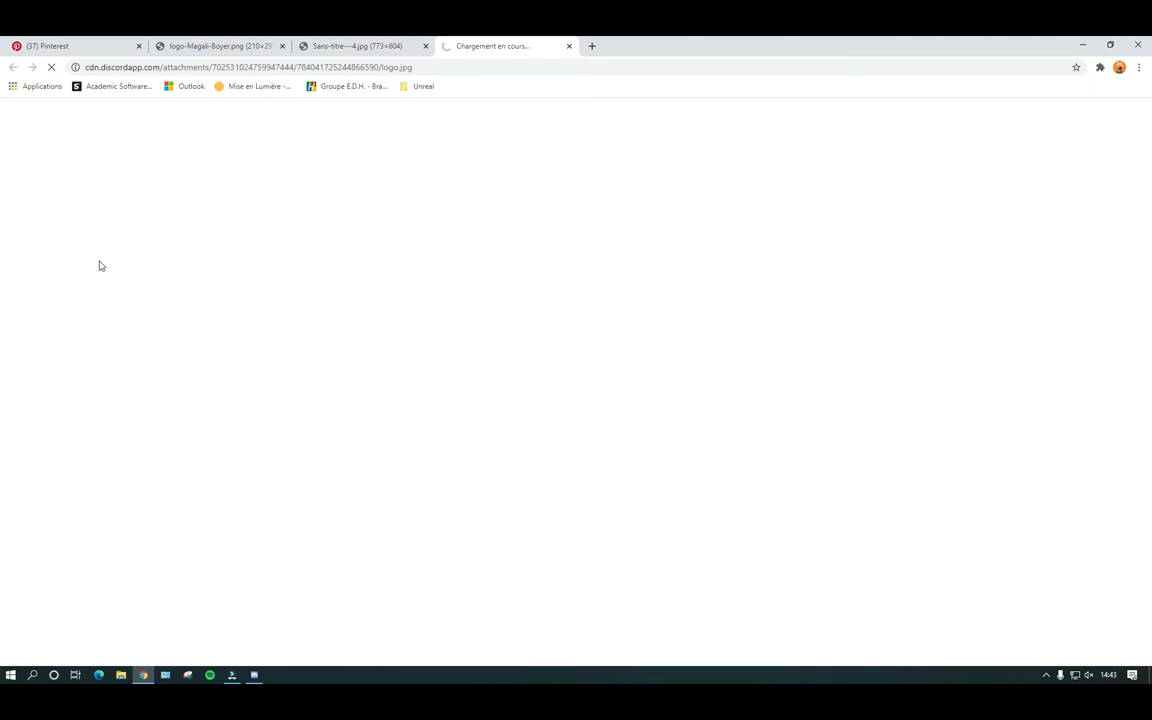 (37) Pinterest
logo-Magali-Boyer.png (210×29
Sans-titre---4.jpg (773×604)
Chargement en cours...
cdn.discordapp.com/attachments/702531024759947444/784041725244866590/logo.jpg
Applications
Academic Software...
Outlook
Mise en Lumière -...
Groupe E.D.H. - Bra...
Unreal
14:43